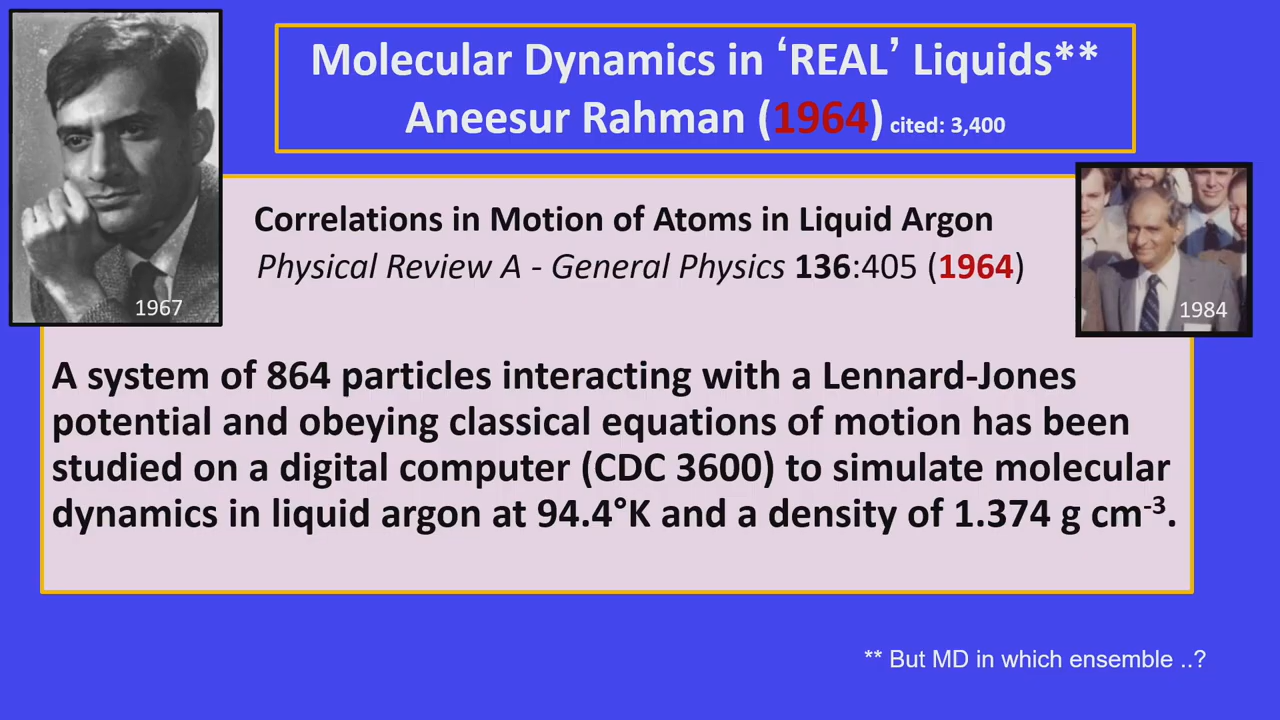 Molecular Dynamics in ‘REAL’ Liquids**
Aneesur Rahman (1964) cited: 3,400
1967
Correlations in Motion of Atoms in Liquid Argon
Physical Review A - General Physics 136:405 (1964)
1984
A system of 864 particles interacting with a Lennard-Jones
potential and obeying classical equations of motion has been
studied on a digital computer (CDC 3600) to simulate molecular
dynamics in liquid argon at 94.4°K and a density of 1.374 g cm⁻³.
** But MD in which ensemble ..?